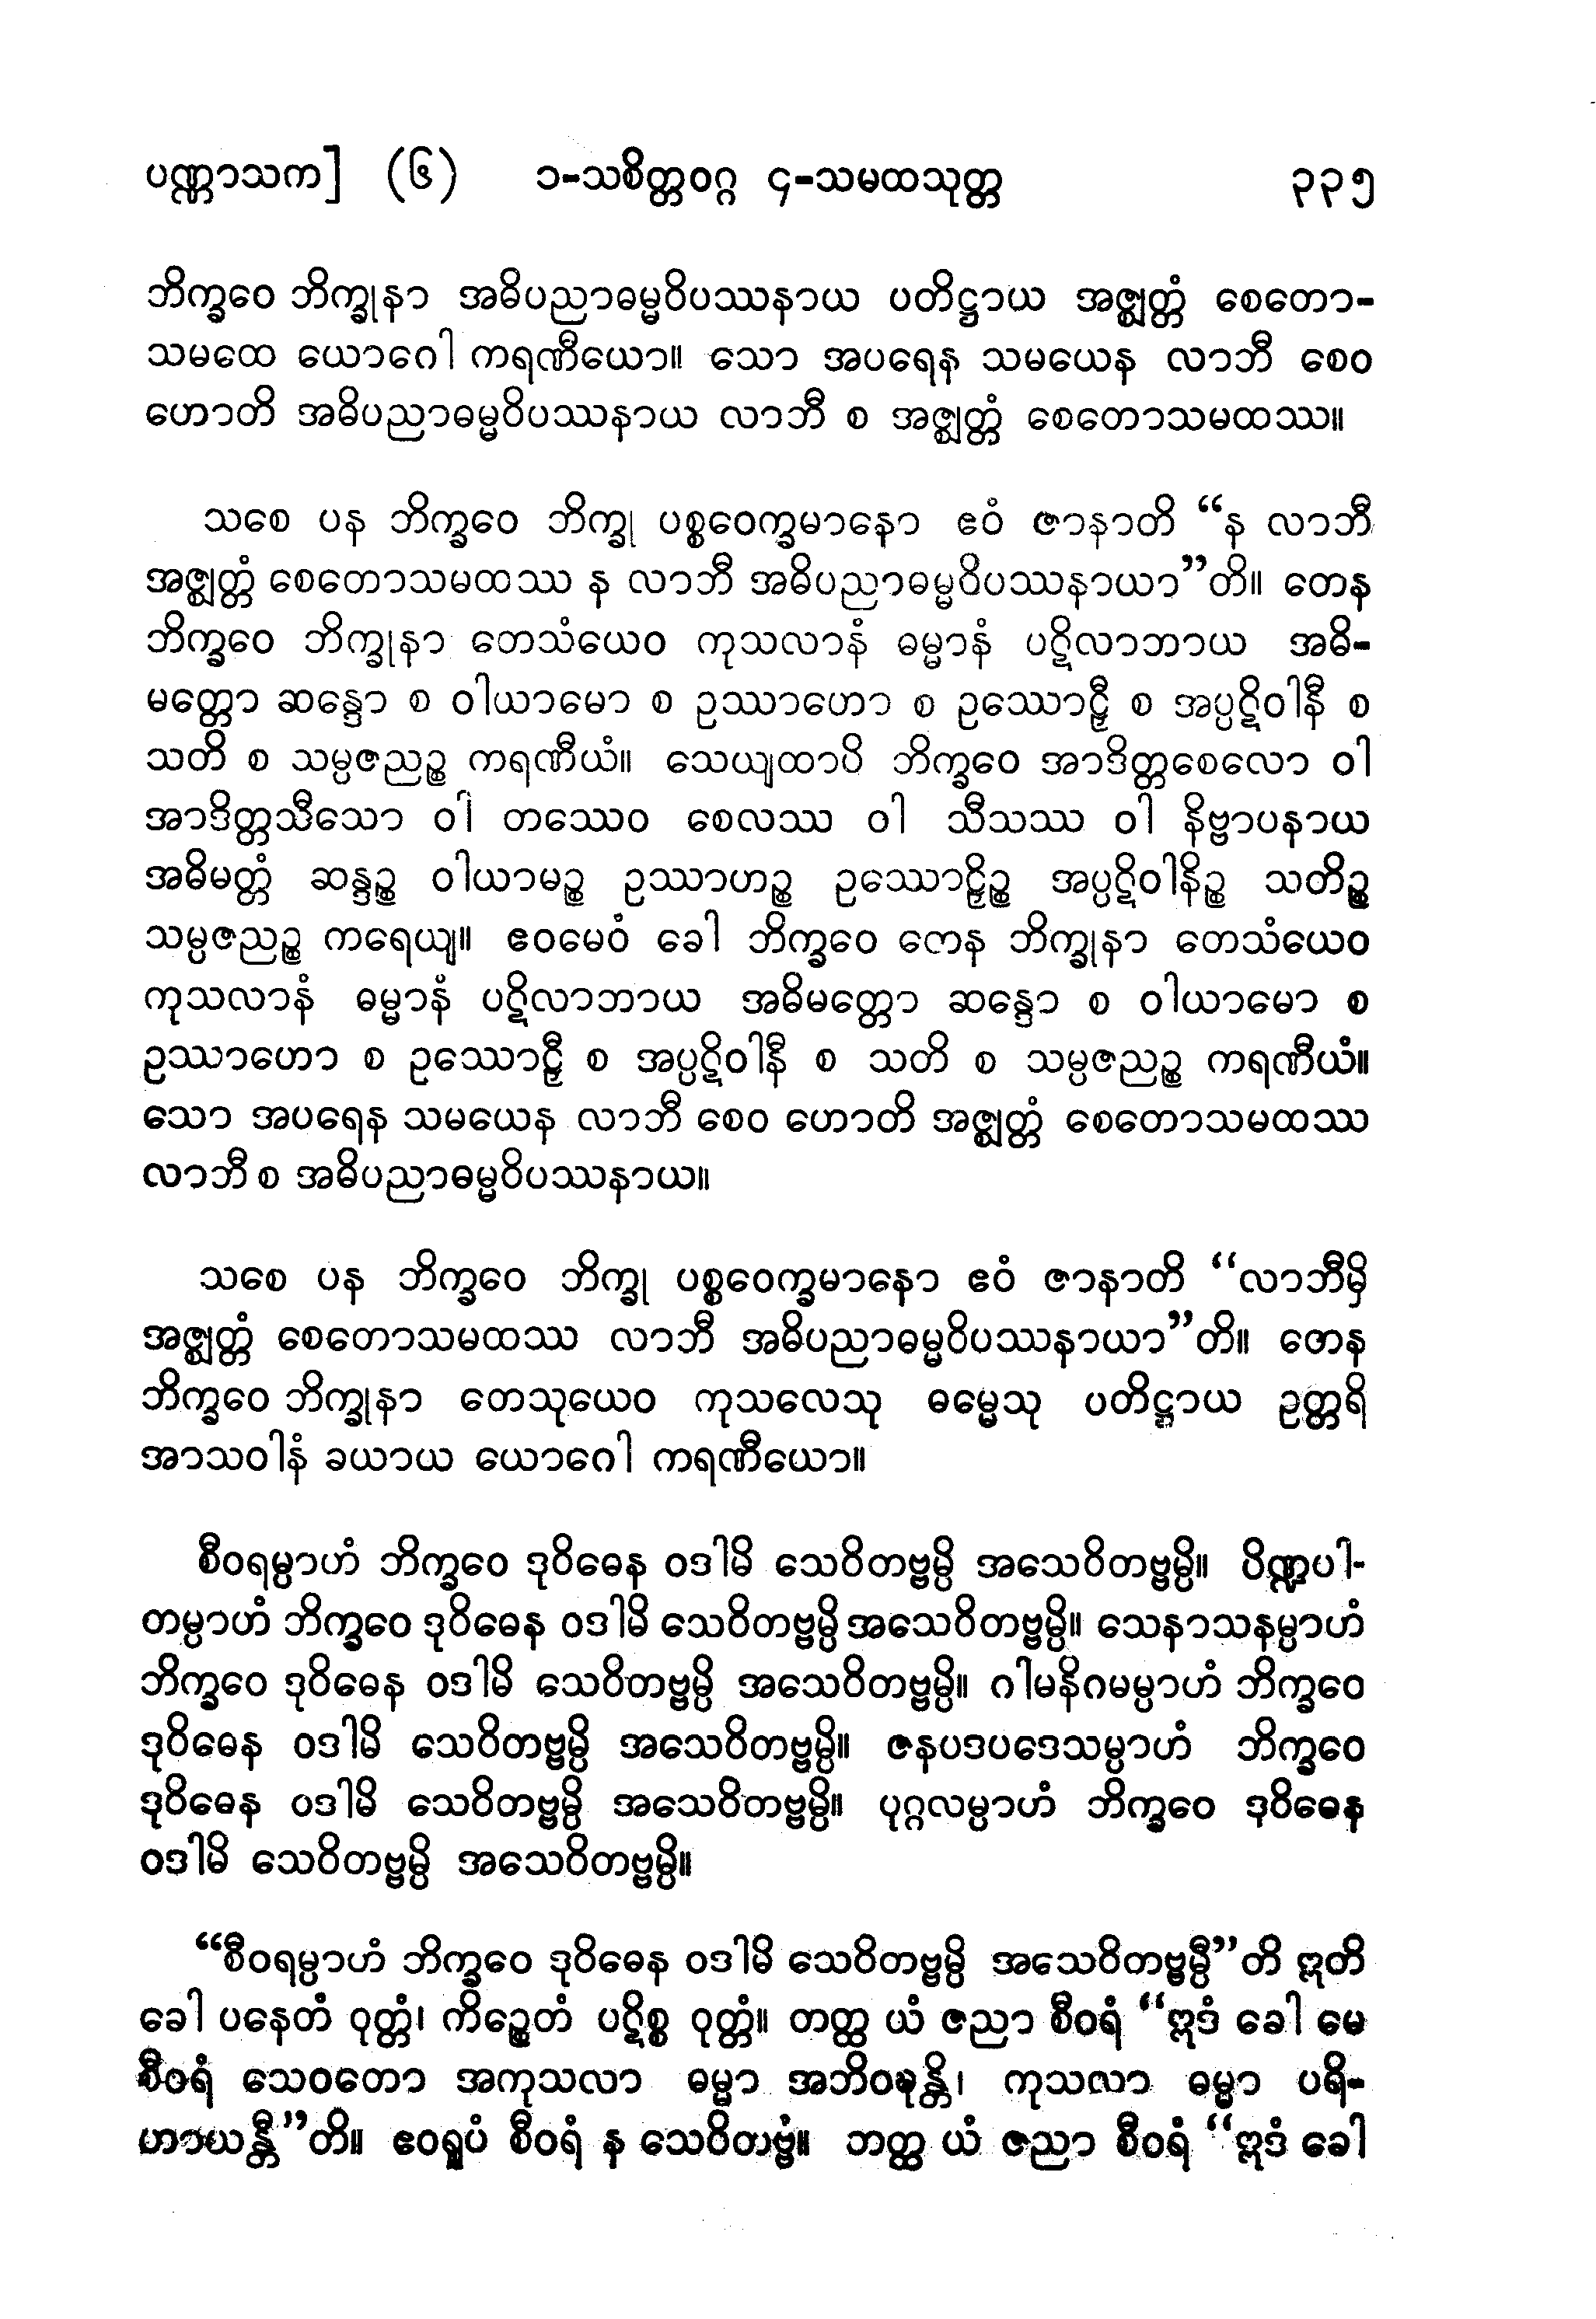 ပဏ္ဏာသက] (၆) ၁-သစိတ္တဝဂ္ဂ ၄-သမထသုတ္တ ၃၃၅
ဘိက္ခဝေ ဘိက္ခုနာ အဓိပညာဓမ္မဝိပဿနာယ ပတိဋ္ဌာယ အဇ္ဈတ္တံ စေတော-
သမထေ ယောဂေါ ကရဏီယော။ သော အပရေန သမယေန လာဘီ စေဝ
ဟောတိ အဓိပညာဓမ္မဝိပဿနာယ လာဘီ စ အဇ္ဈတ္တံ စေတောသမထဿ။
သစေ ပန ဘိက္ခဝေ ဘိက္ခု ပစ္စဝေက္ခမာနော ဧဝံ ဇာနာတိ “န လာဘီ
အဇ္ဈတ္တံ စေတောသမထဿ န လာဘီ အဓိပညာဓမ္မဝိပဿနာယာ”တိ။ တေန
ဘိက္ခဝေ ဘိက္ခုနာ တေသံယေဝ ကုသလာနံ ဓမ္မာနံ ပဋိလာဘာယ အဓိ-
မတ္တော ဆန္ဒော စ ဝါယာမော စ ဥဿာဟော စ ဥဿောဠှီ စ အပ္ပဋိဝါနီ စ
သတိ စ သမ္ပဇညဉ္စ ကရဏီယံ။ သေယျထာပိ ဘိက္ခဝေ အာဒိတ္တစေလော ဝါ
အာဒိတ္တသီသော ဝါ တဿေဝ စေလဿ ဝါ သီသဿ ဝါ နိဗ္ဗာပနာယ
အဓိမတ္တံ ဆန္ဒဉ္စ ဝါယာမဉ္စ ဥဿာဟဉ္စ ဥဿောဠှိဉ္စ အပ္ပဋိဝါနိဉ္စ သတိဉ္စ
သမ္ပဇညဉ္စ ကရေယျ။ ဧဝမေဝံ ခေါ ဘိက္ခဝေ တေန ဘိက္ခုနာ တေသံယေဝ
ကုသလာနံ ဓမ္မာနံ ပဋိလာဘာယ အဓိမတ္တော ဆန္ဒော စ ဝါယာမော စ
ဥဿာဟော စ ဥဿောဠှီ စ အပ္ပဋိဝါနီ စ သတိ စ သမ္ပဇညဉ္စ ကရဏီယံ။
သော အပရေန သမယေန လာဘီ စေဝ ဟောတိ အဇ္ဈတ္တံ စေတောသမထဿ
လာဘီ စ အဓိပညာဓမ္မဝိပဿနာယ။
သစေ ပန ဘိက္ခဝေ ဘိက္ခု ပစ္စဝေက္ခမာနော ဧဝံ ဇာနာတိ “လာဘီမှိ
အဇ္ဈတ္တံ စေတောသမထဿ လာဘီ အဓိပညာဓမ္မဝိပဿနာယာ”တိ။ တေန
ဘိက္ခဝေ ဘိက္ခုနာ တေသုယေဝ ကုသလေသု ဓမ္မေသု ပတိဋ္ဌာယ ဥတ္တရိ
အာသဝါနံ ခယာယ ယောဂေါ ကရဏီယော။
စီဝရမ္ပာဟံ ဘိက္ခဝေ ဒုဝိဓေန ဝဒါမိ သေဝိတဗ္ဗမ္ပိ အသေဝိတဗ္ဗမ္ပိ။ ပိဏ္ဍပါ-
တမ္ပာဟံ ဘိက္ခဝေ ဒုဝိဓေန ဝဒါမိ သေဝိတဗ္ဗမ္ပိ အသေဝိတဗ္ဗမ္ပိ။ သေနာသနမ္ပာဟံ
ဘိက္ခဝေ ဒုဝိဓေန ဝဒါမိ သေဝိတဗ္ဗမ္ပိ အသေဝိတဗ္ဗမ္ပိ။ ဂါမနိဂမမ္ပာဟံ ဘိက္ခဝေ
ဒုဝိဓေန ဝဒါမိ သေဝိတဗ္ဗမ္ပိ အသေဝိတဗ္ဗမ္ပိ။ ဇနပဒပဒေသမ္ပာဟံ ဘိက္ခဝေ
ဒုဝိဓေန ဝဒါမိ သေဝိတဗ္ဗမ္ပိ အသေဝိတဗ္ဗမ္ပိ။ ပုဂ္ဂလမ္ပာဟံ ဘိက္ခဝေ ဒုဝိဓေန
ဝဒါမိ သေဝိတဗ္ဗမ္ပိ အသေဝိတဗ္ဗမ္ပိ။
“စီဝရမ္ပာဟံ ဘိက္ခဝေ ဒုဝိဓေန ဝဒါမိ သေဝိတဗ္ဗမ္ပိ အသေဝိတဗ္ဗမ္ပီ”တိ ဣတိ
ခေါ ပနေတံ ဝုတ္တံ၊ ကိဉ္စေတံ ပဋိစ္စ ဝုတ္တံ။ တတ္ထ ယံ ဇညာ စီဝရံ “ဣဒံ ခေါ မေ
စီဝရံ သေဝတော အကုသလာ ဓမ္မာ အဘိဝဍ္ဎန္တိ၊ ကုသလာ ဓမ္မာ ပရိ-
ဟာယန္တီ”တိ။ ဧဝရူပံ စီဝရံ န သေဝိတဗ္ဗံ။ တတ္ထ ယံ ဇညာ စီဝရံ “ဣဒံ ခေါ